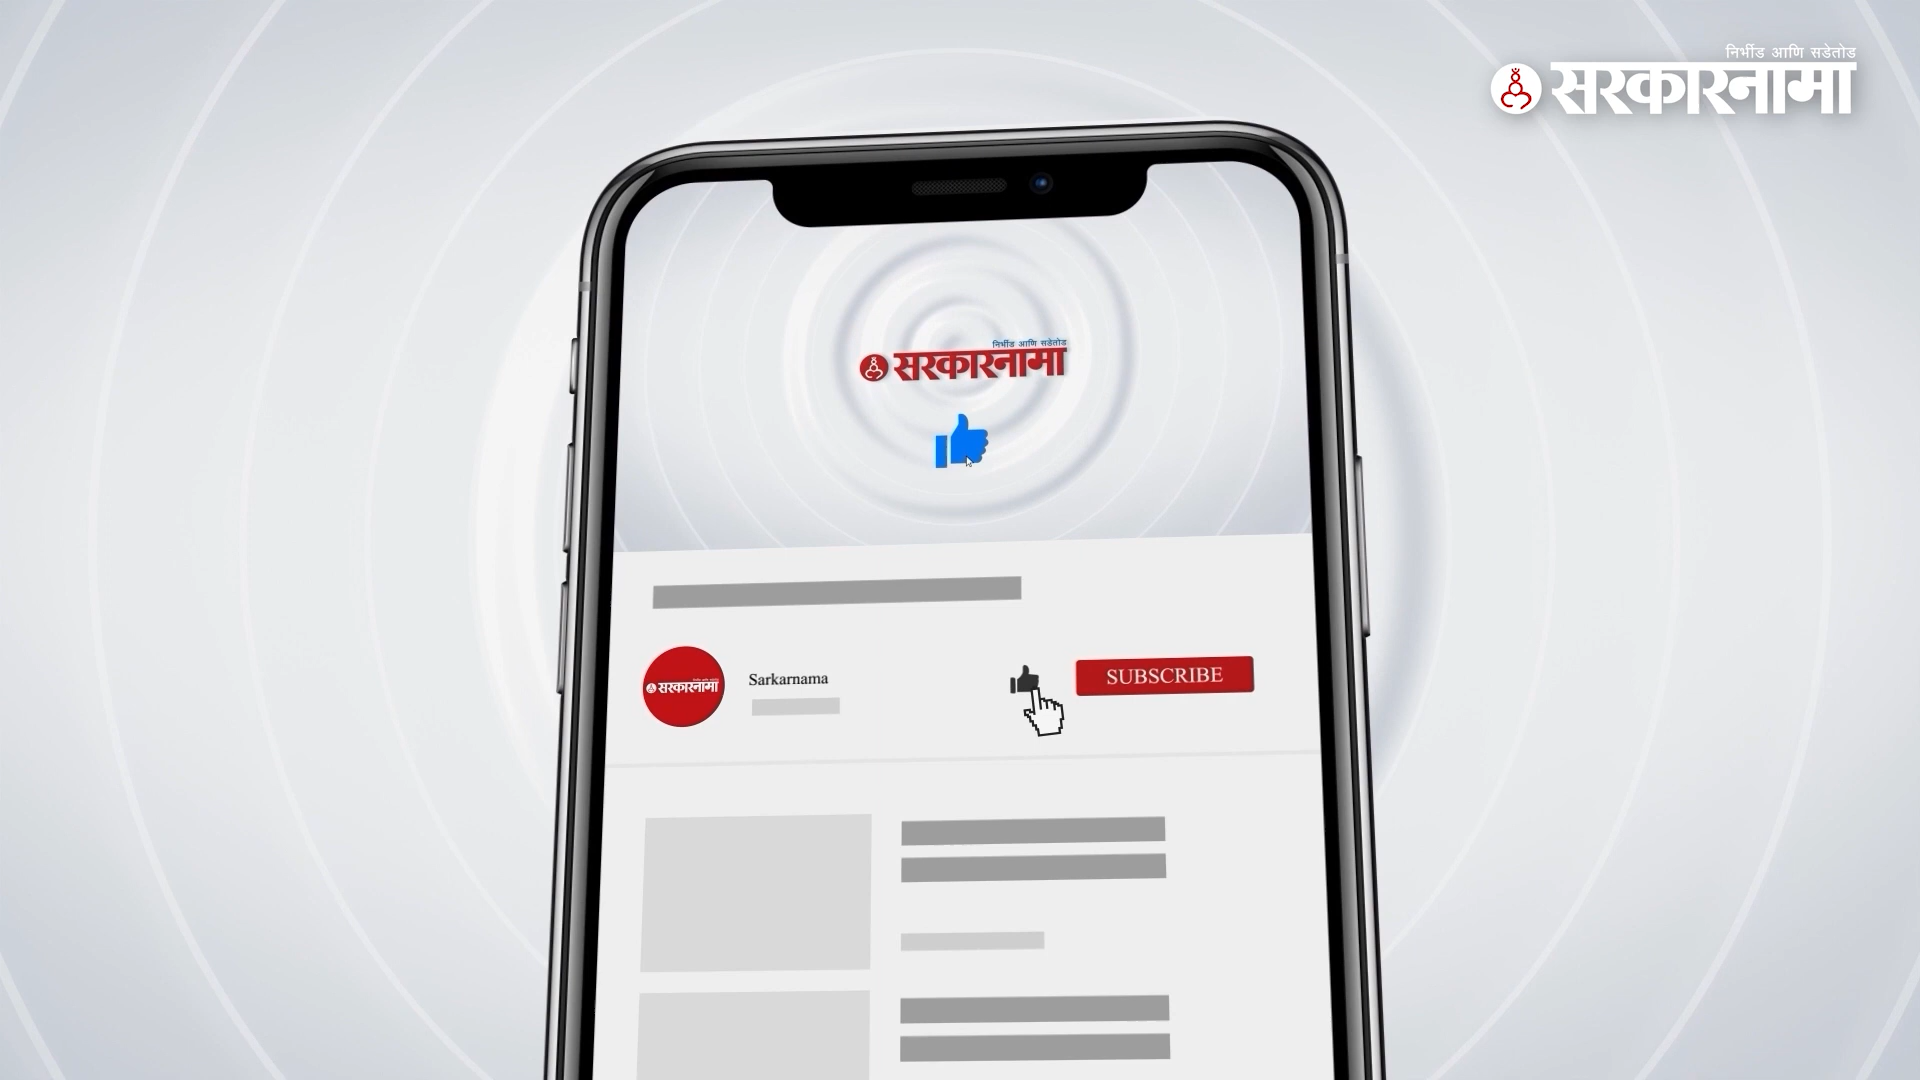 निर्भीड आणि सडेतोड
सरकारनामा
निर्भीड आणि सडेतोड
सरकारनामा
सरकारनामा
Sarkarnama
SUBSCRIBE